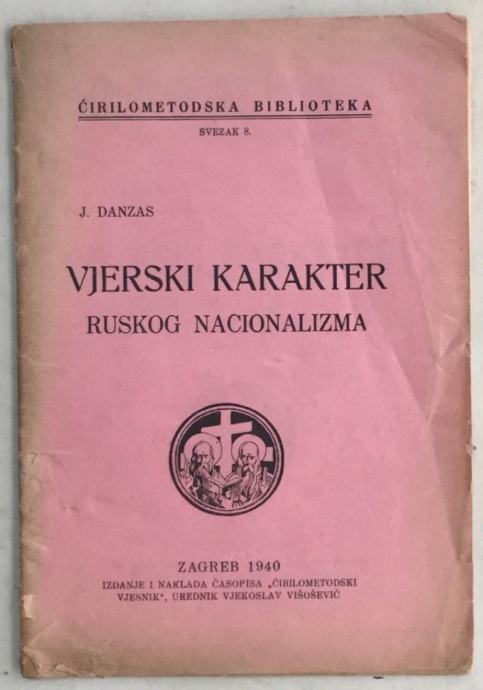 ĆIRILOMETODSKA BIBLIOTEKA
SVEZAK 8.
J. DANZAS
VJERSKI KARAKTER
RUSKOG NACIONALIZMA
ZAGREB 1940
IZDANJE I NAKLADA ČASOPISA „ĆIRILOMETODSKI
VJESNIK“, UREDNIK VJEKOSLAV VIŠOŠEVIĆ